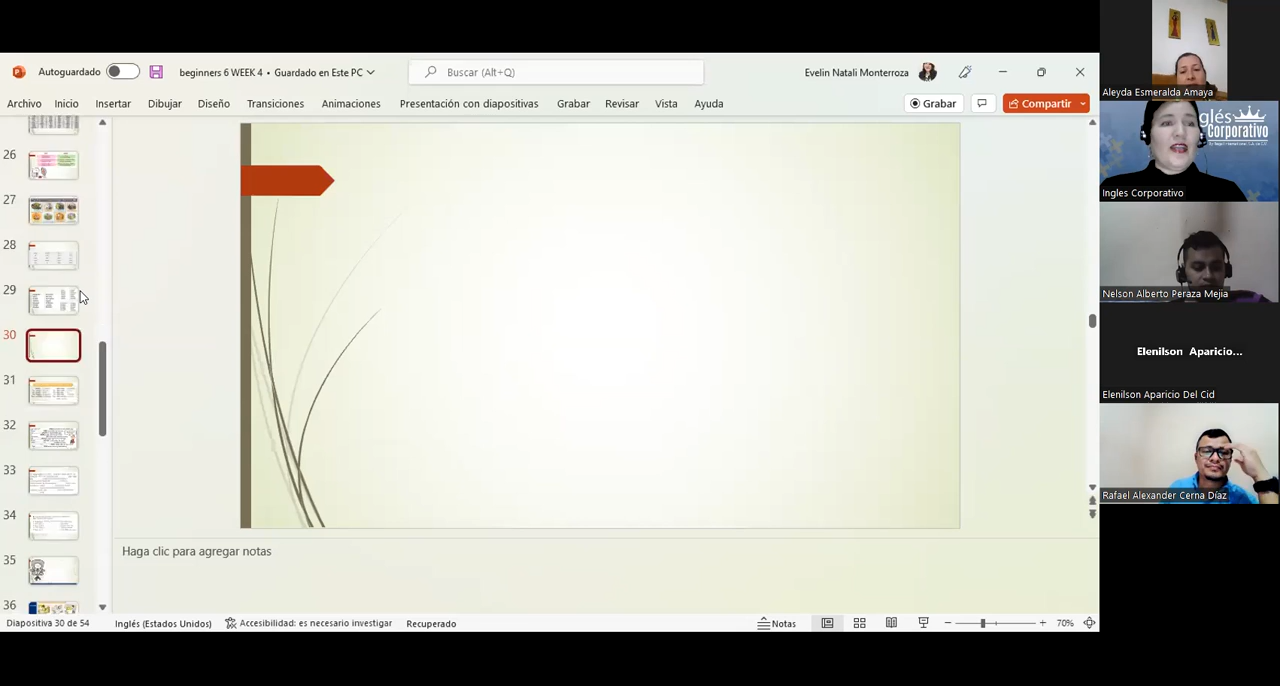 Autoguardado
beginners 6 WEEK 4 • Guardado en Este PC
Buscar (Alt+Q)
Evelin Natali Monterroza
Archivo Inicio Insertar Dibujar Diseño Transiciones Animaciones Presentación con diapositivas Grabar Revisar Vista Ayuda
Grabar
Compartir
26
27
28
29
30
31
32
33
34
35
36
Haga clic para agregar notas
Diapositiva 30 de 54
Inglés (Estados Unidos)
Accesibilidad: es necesario investigar
Recuperado
Notas
70%
Aleyda Esmeralda Amaya
glés
Corporativo
Ingles Corporativo
Nelson Alberto Peraza Mejia
Elenilson Aparicio...
Elenilson Aparicio Del Cid
Rafael Alexander Cerna Díaz